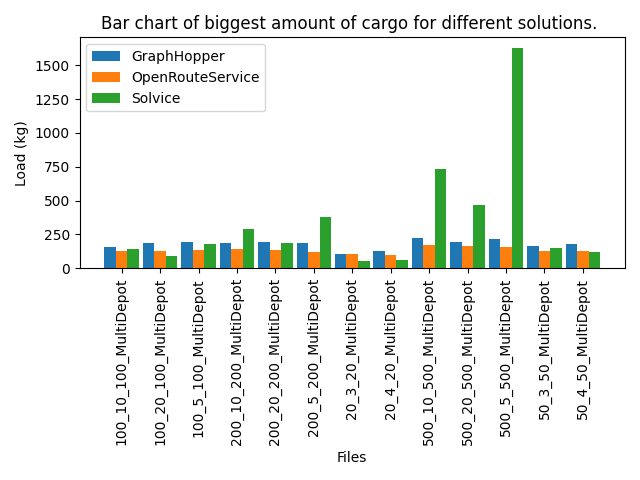 Bar chart of biggest amount of cargo for different solutions.
GraphHopper
OpenRouteService
Solvice
Load (kg)
1500
1250
1000
750
500
250
0
100_10_100_MultiDepot
100_20_100_MultiDepot
100_5_100_MultiDepot
200_10_200_MultiDepot
200_20_200_MultiDepot
200_5_200_MultiDepot
20_3_20_MultiDepot
20_4_20_MultiDepot
500_10_500_MultiDepot
500_20_500_MultiDepot
500_5_500_MultiDepot
50_3_50_MultiDepot
50_4_50_MultiDepot
Files